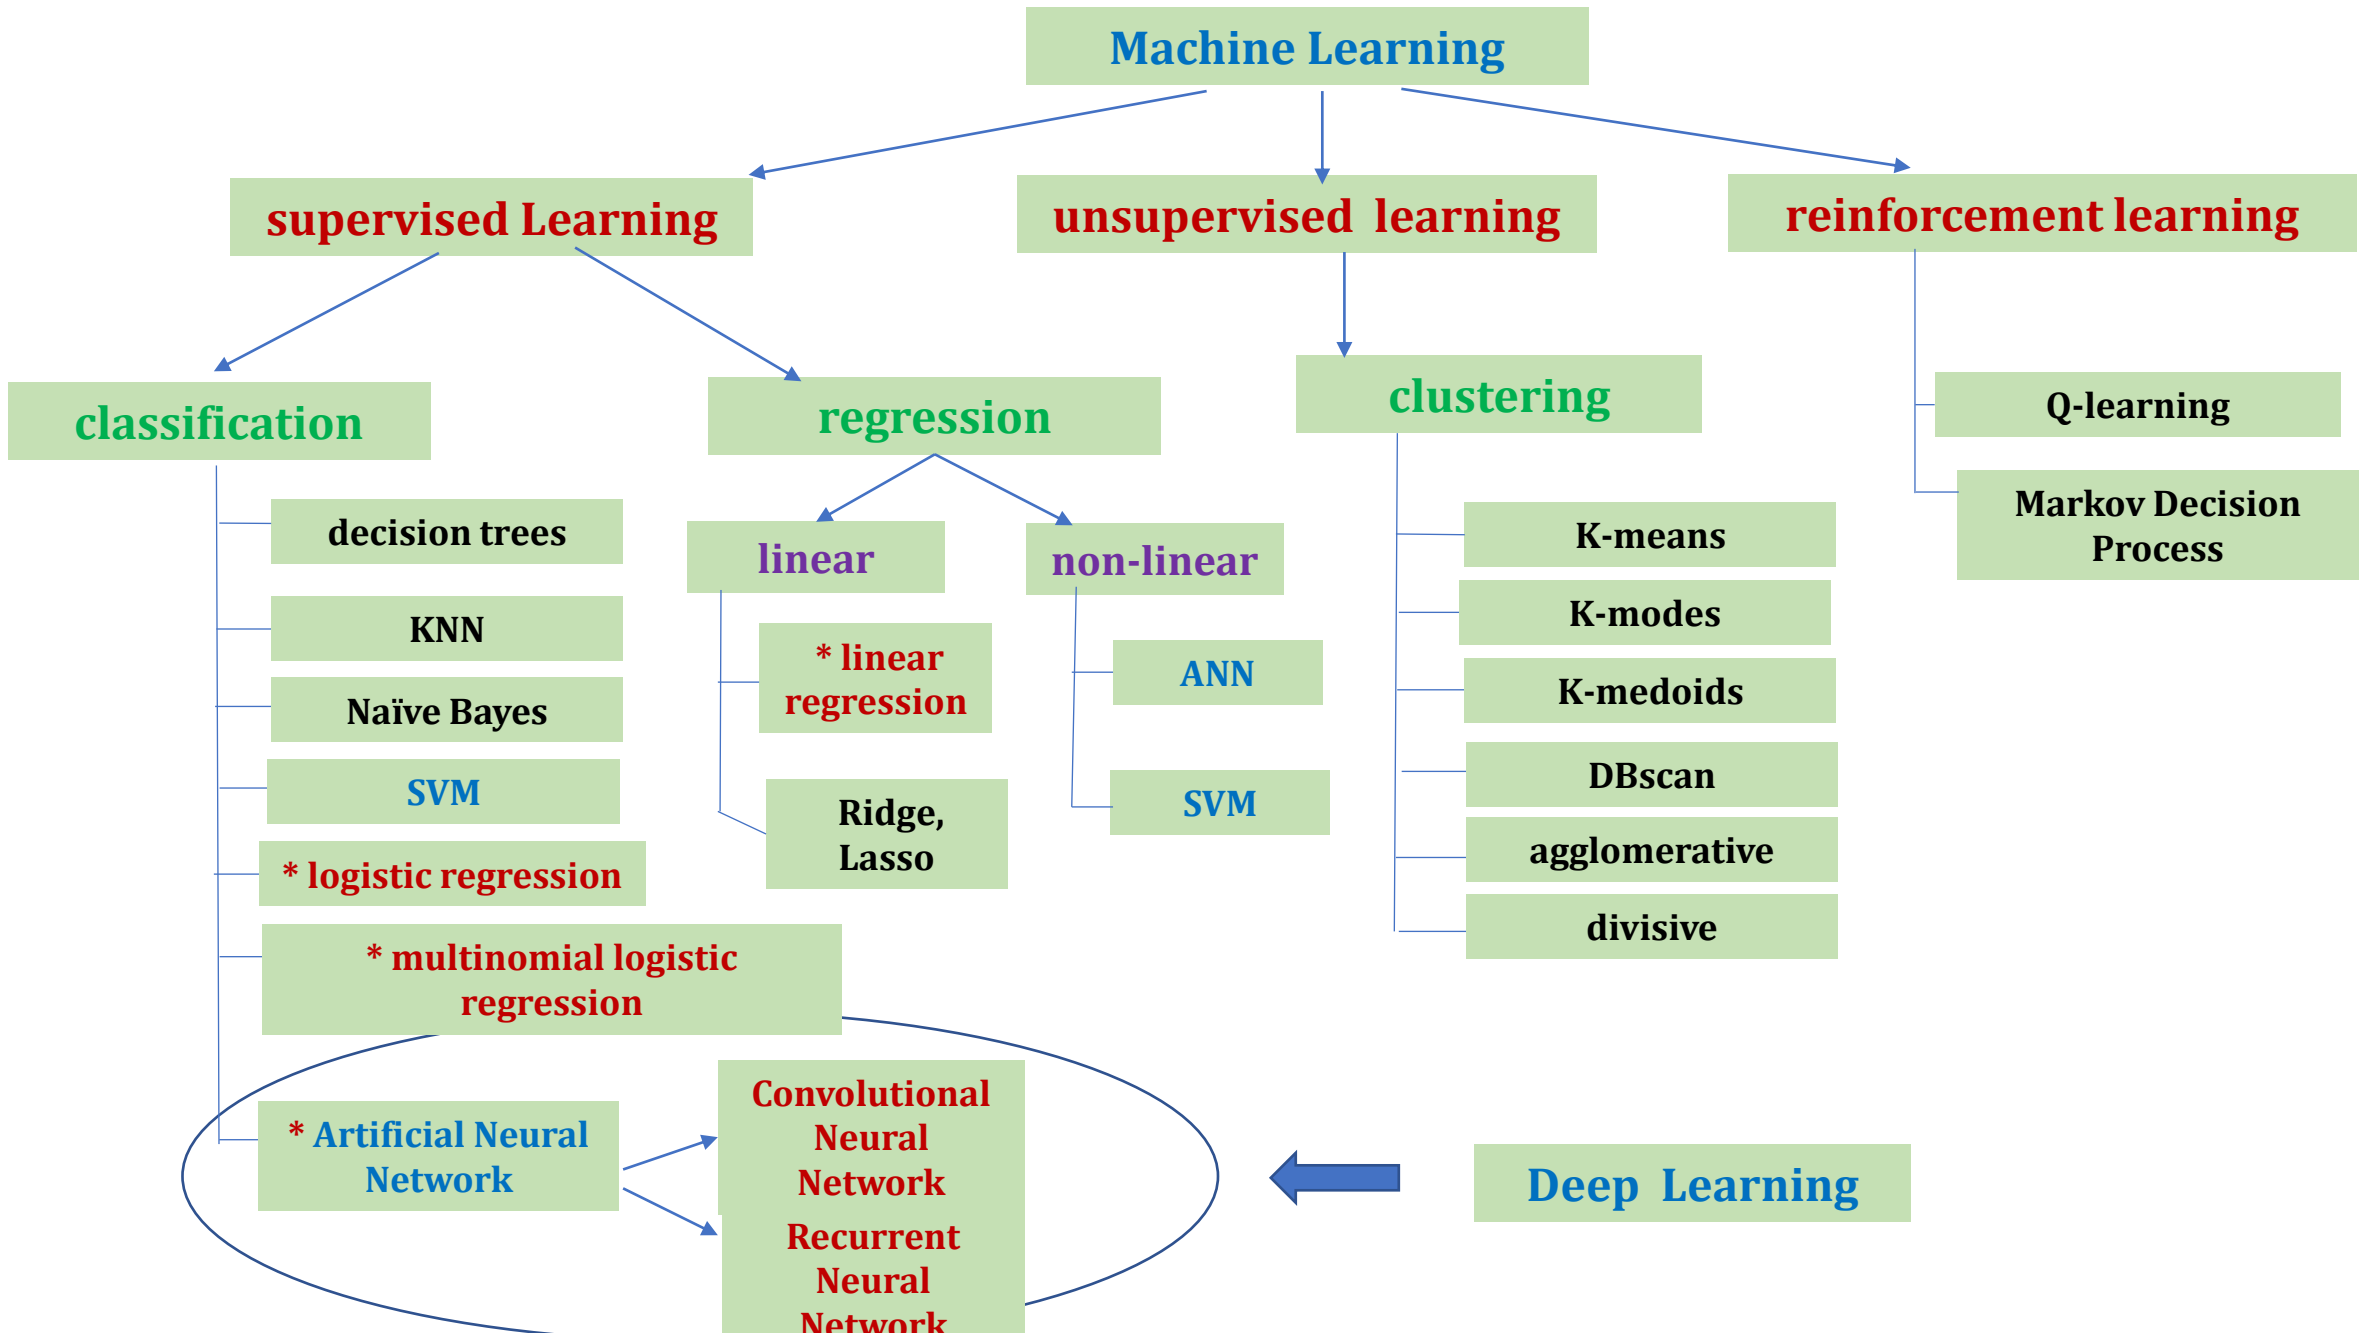 Machine Learning
supervised Learning
unsupervised learning
reinforcement learning
classification
regression
clustering
Q-learning
Markov Decision
Process
decision trees
KNN
Naïve Bayes
SVM
* logistic regression
* multinomial logistic
regression
* Artificial Neural
Network
Convolutional
Neural
Network
Recurrent
Neural
Network
linear
* linear
regression
Ridge,
Lasso
non-linear
ANN
SVM
K-means
K-modes
K-medoids
DBscan
agglomerative
divisive
Deep Learning